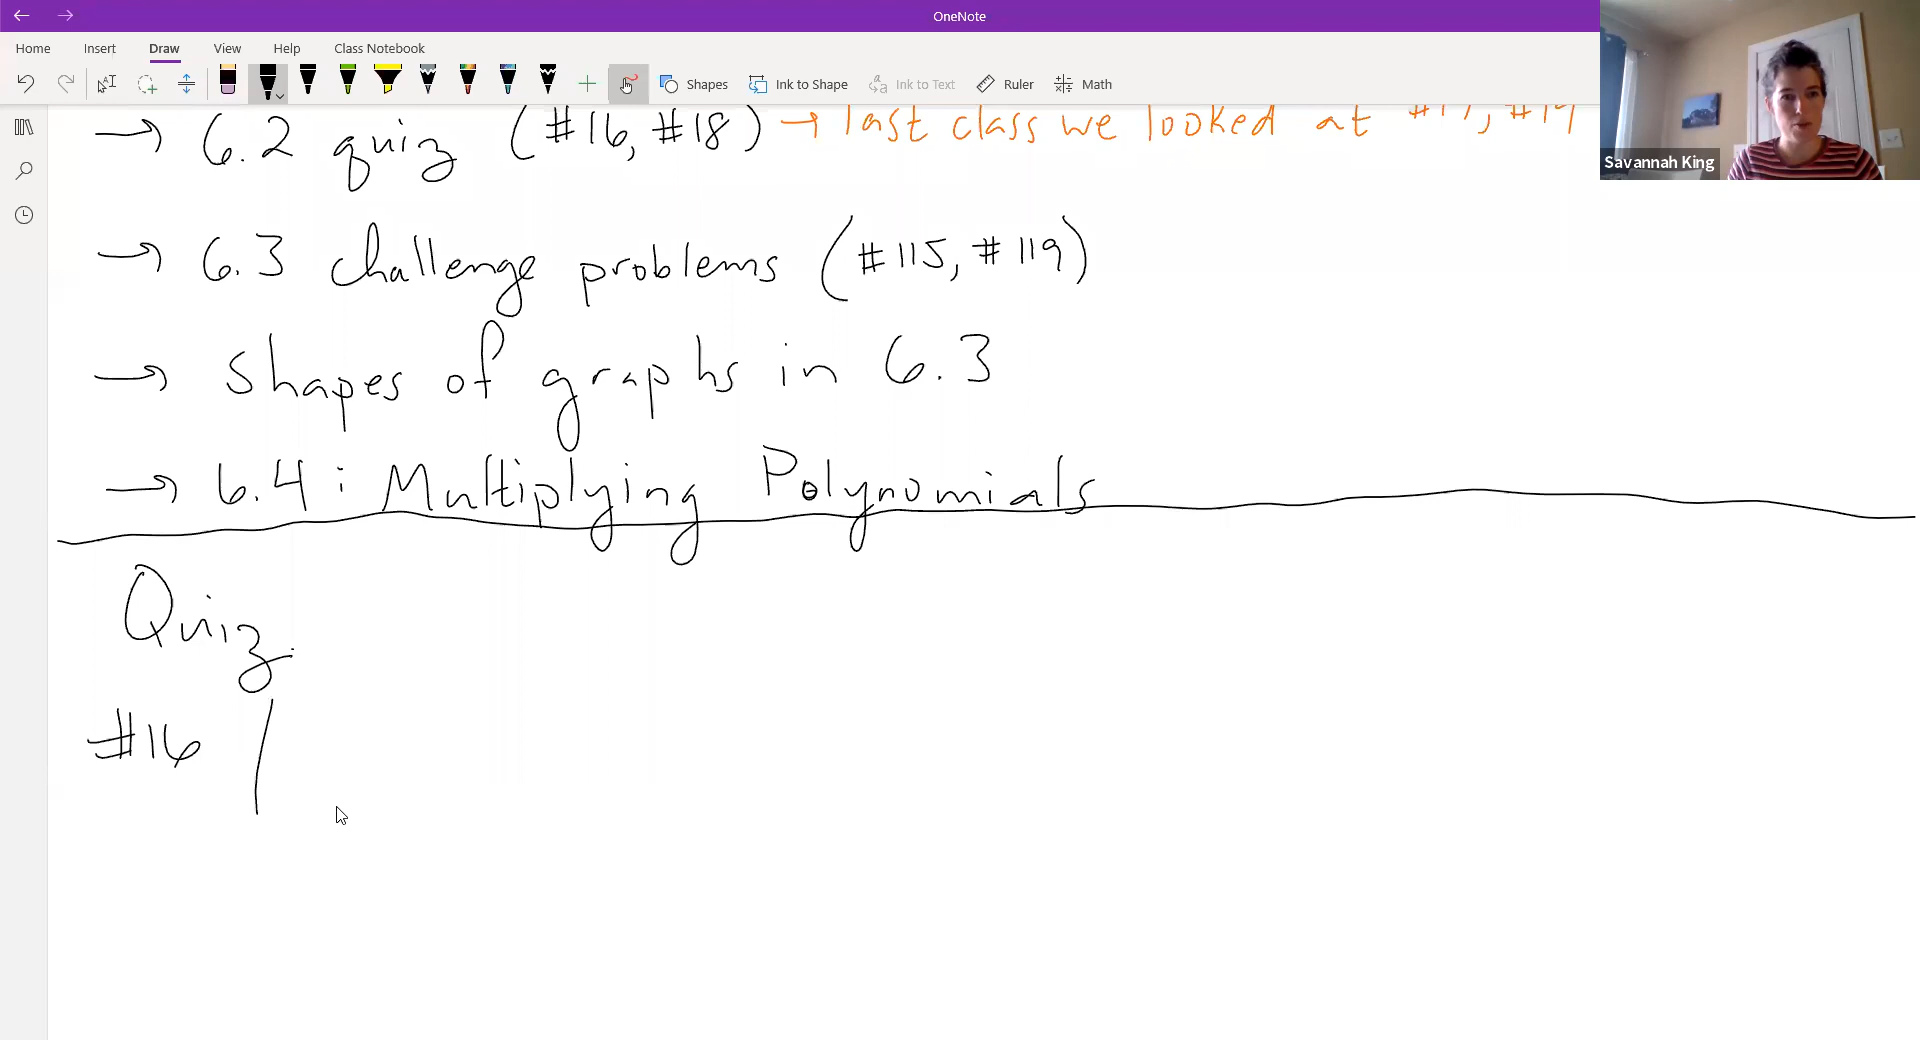 OneNote
Home Insert Draw View Help Class Notebook
Shapes Ink to Shape Ink to Text Ruler Math
→ 6.2 quiz (#16, #18) → last class we looked at
Savannah King
→ 6.3 challenge problems (#115, #119)
→ shapes of graphs in 6.3
→ 6.4: Multiplying Polynomials
Quiz
#16